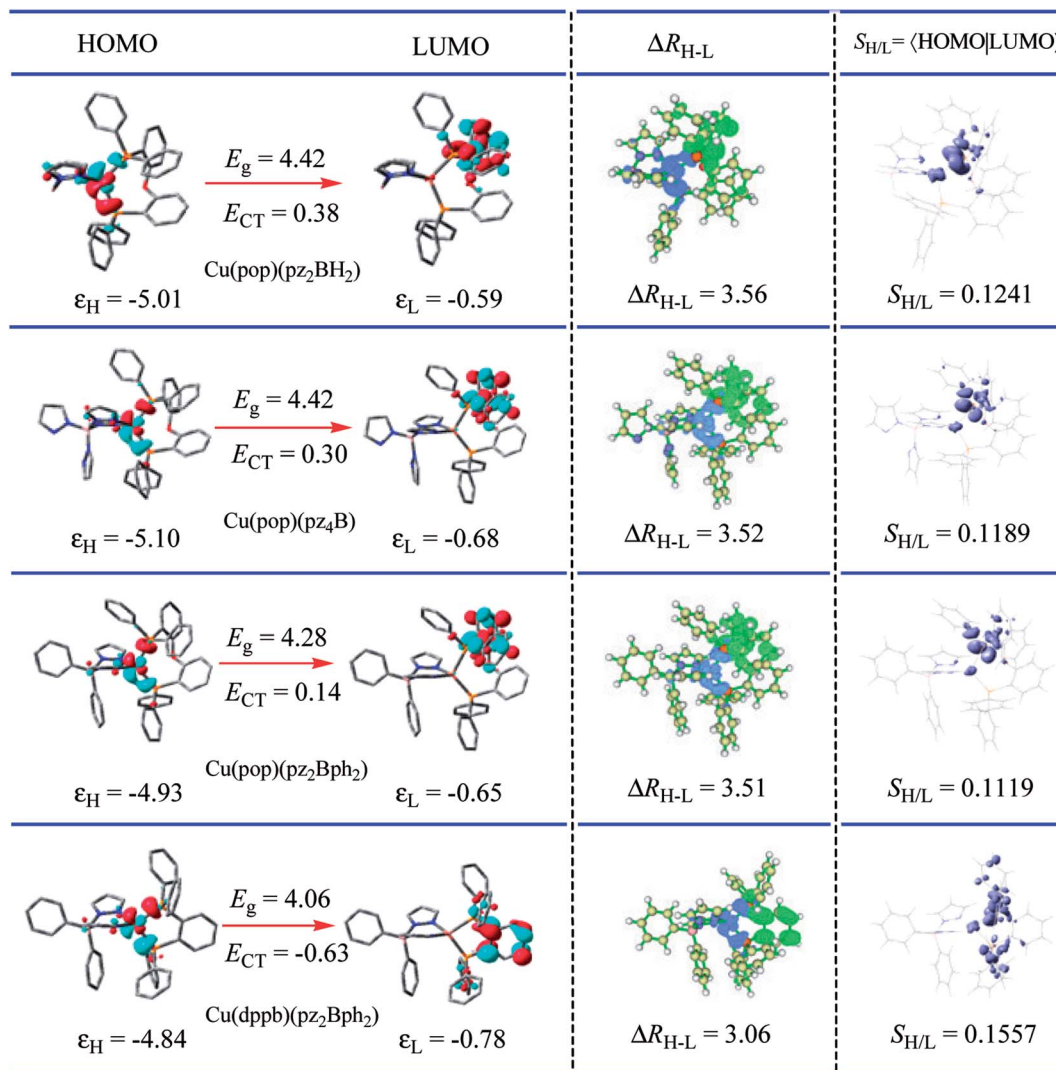 HOMO LUMO ΔR_H-L S_H/L = ⟨HOMO|LUMO⟩
E_g = 4.42
E_CT = 0.38
Cu(pop)(pz₂BH₂)
ε_H = -5.01 ε_L = -0.59 ΔR_H-L = 3.56 S_H/L = 0.1241
E_g = 4.42
E_CT = 0.30
Cu(pop)(pz₄B)
ε_H = -5.10 ε_L = -0.68 ΔR_H-L = 3.52 S_H/L = 0.1189
E_g = 4.28
E_CT = 0.14
Cu(pop)(pz₂Bph₂)
ε_H = -4.93 ε_L = -0.65 ΔR_H-L = 3.51 S_H/L = 0.1119
E_g = 4.06
E_CT = -0.63
Cu(dppb)(pz₂Bph₂)
ε_H = -4.84 ε_L = -0.78 ΔR_H-L = 3.06 S_H/L = 0.1557